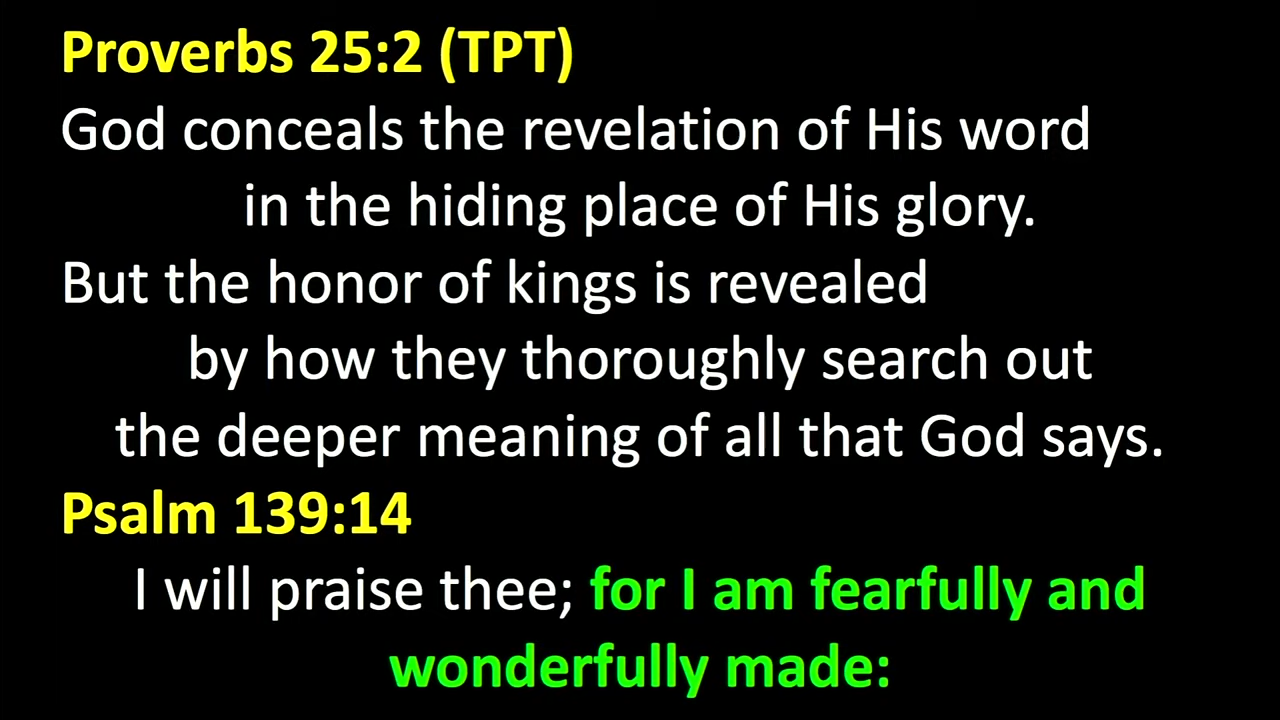 Proverbs 25:2 (TPT)
God conceals the revelation of His word
in the hiding place of His glory.
But the honor of kings is revealed
by how they thoroughly search out
the deeper meaning of all that God says.
Psalm 139:14
I will praise thee; for I am fearfully and
wonderfully made: